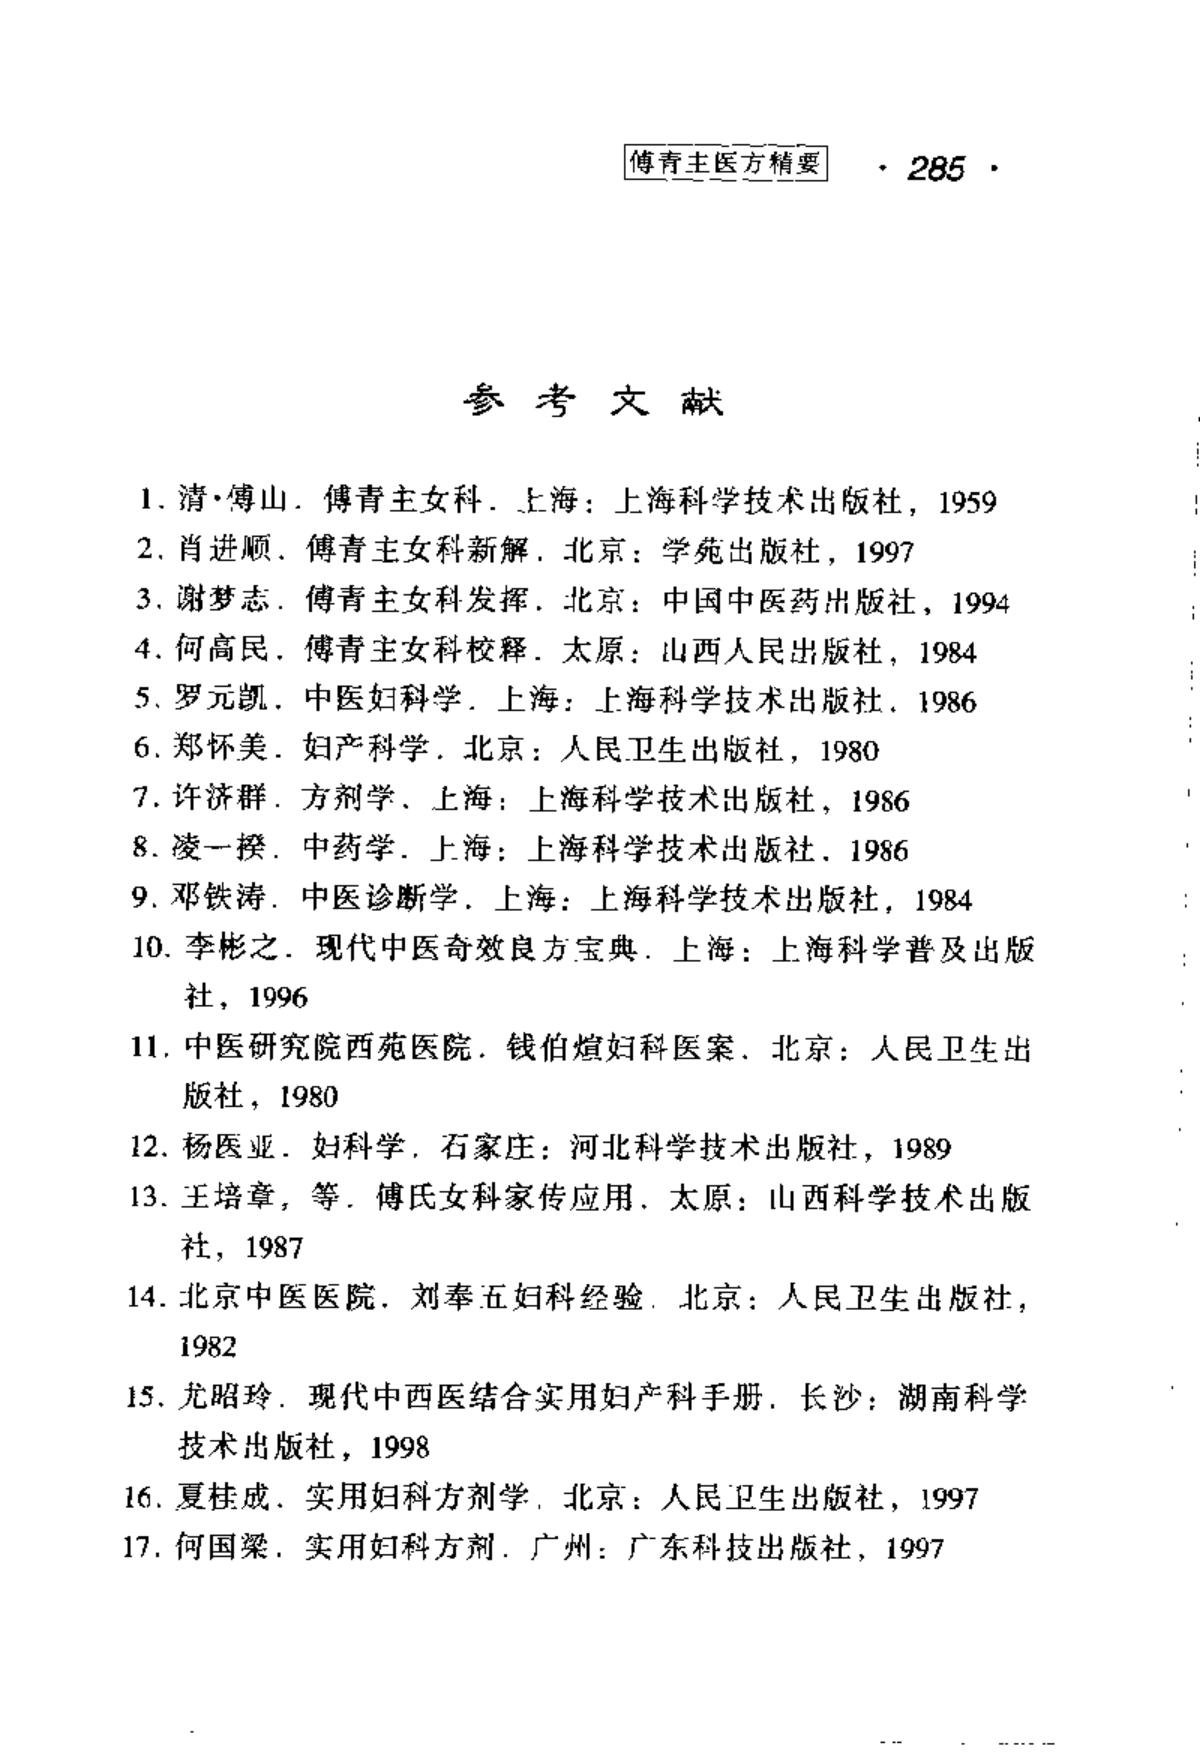 傅青主医方精要 · 285 ·
参考文献
1. 清·傅山. 傅青主女科. 上海: 上海科学技术出版社, 1959
2. 肖进顺. 傅青主女科新解. 北京: 学苑出版社, 1997
3. 谢梦志. 傅青主女科发挥. 北京: 中国中医药出版社, 1994
4. 何高民. 傅青主女科校释. 太原: 山西人民出版社, 1984
5. 罗元凯. 中医妇科学. 上海: 上海科学技术出版社. 1986
6. 郑怀美. 妇产科学. 北京: 人民卫生出版社, 1980
7. 许济群. 方剂学、上海: 上海科学技术出版社, 1986
8. 凌一揆. 中药学. 上海: 上海科学技术出版社. 1986
9. 邓铁涛. 中医诊断学. 上海: 上海科学技术出版社, 1984
10. 李彬之. 现代中医奇效良方宝典. 上海: 上海科学普及出版
社, 1996
11. 中医研究院西苑医院. 钱伯煊妇科医案. 北京: 人民卫生出
版社, 1980
12. 杨医亚. 妇科学. 石家庄: 河北科学技术出版社, 1989
13. 王培章, 等. 傅氏女科家传应用. 太原: 山西科学技术出版
社, 1987
14. 北京中医医院. 刘奉五妇科经验. 北京: 人民卫生出版社,
1982
15. 尤昭玲. 现代中西医结合实用妇产科手册. 长沙: 湖南科学
技术出版社, 1998
16. 夏桂成. 实用妇科方剂学. 北京: 人民卫生出版社, 1997
17. 何国梁. 实用妇科方剂. 广州: 广东科技出版社, 1997